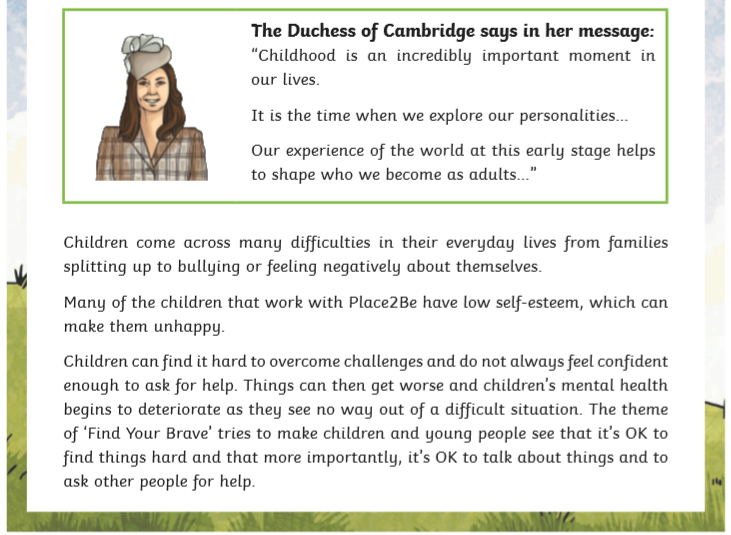 The Duchess of Cambridge says in her message:
“Childhood is an incredibly important moment in
our lives.
It is the time when we explore our personalities...
Our experience of the world at this early stage helps
to shape who we become as adults...”
Children come across many difficulties in their everyday lives from families
splitting up to bullying or feeling negatively about themselves.
Many of the children that work with Place2Be have low self-esteem, which can
make them unhappy.
Children can find it hard to overcome challenges and do not always feel confident
enough to ask for help. Things can then get worse and children’s mental health
begins to deteriorate as they see no way out of a difficult situation. The theme
of ‘Find Your Brave’ tries to make children and young people see that it’s OK to
find things hard and that more importantly, it’s OK to talk about things and to
ask other people for help.